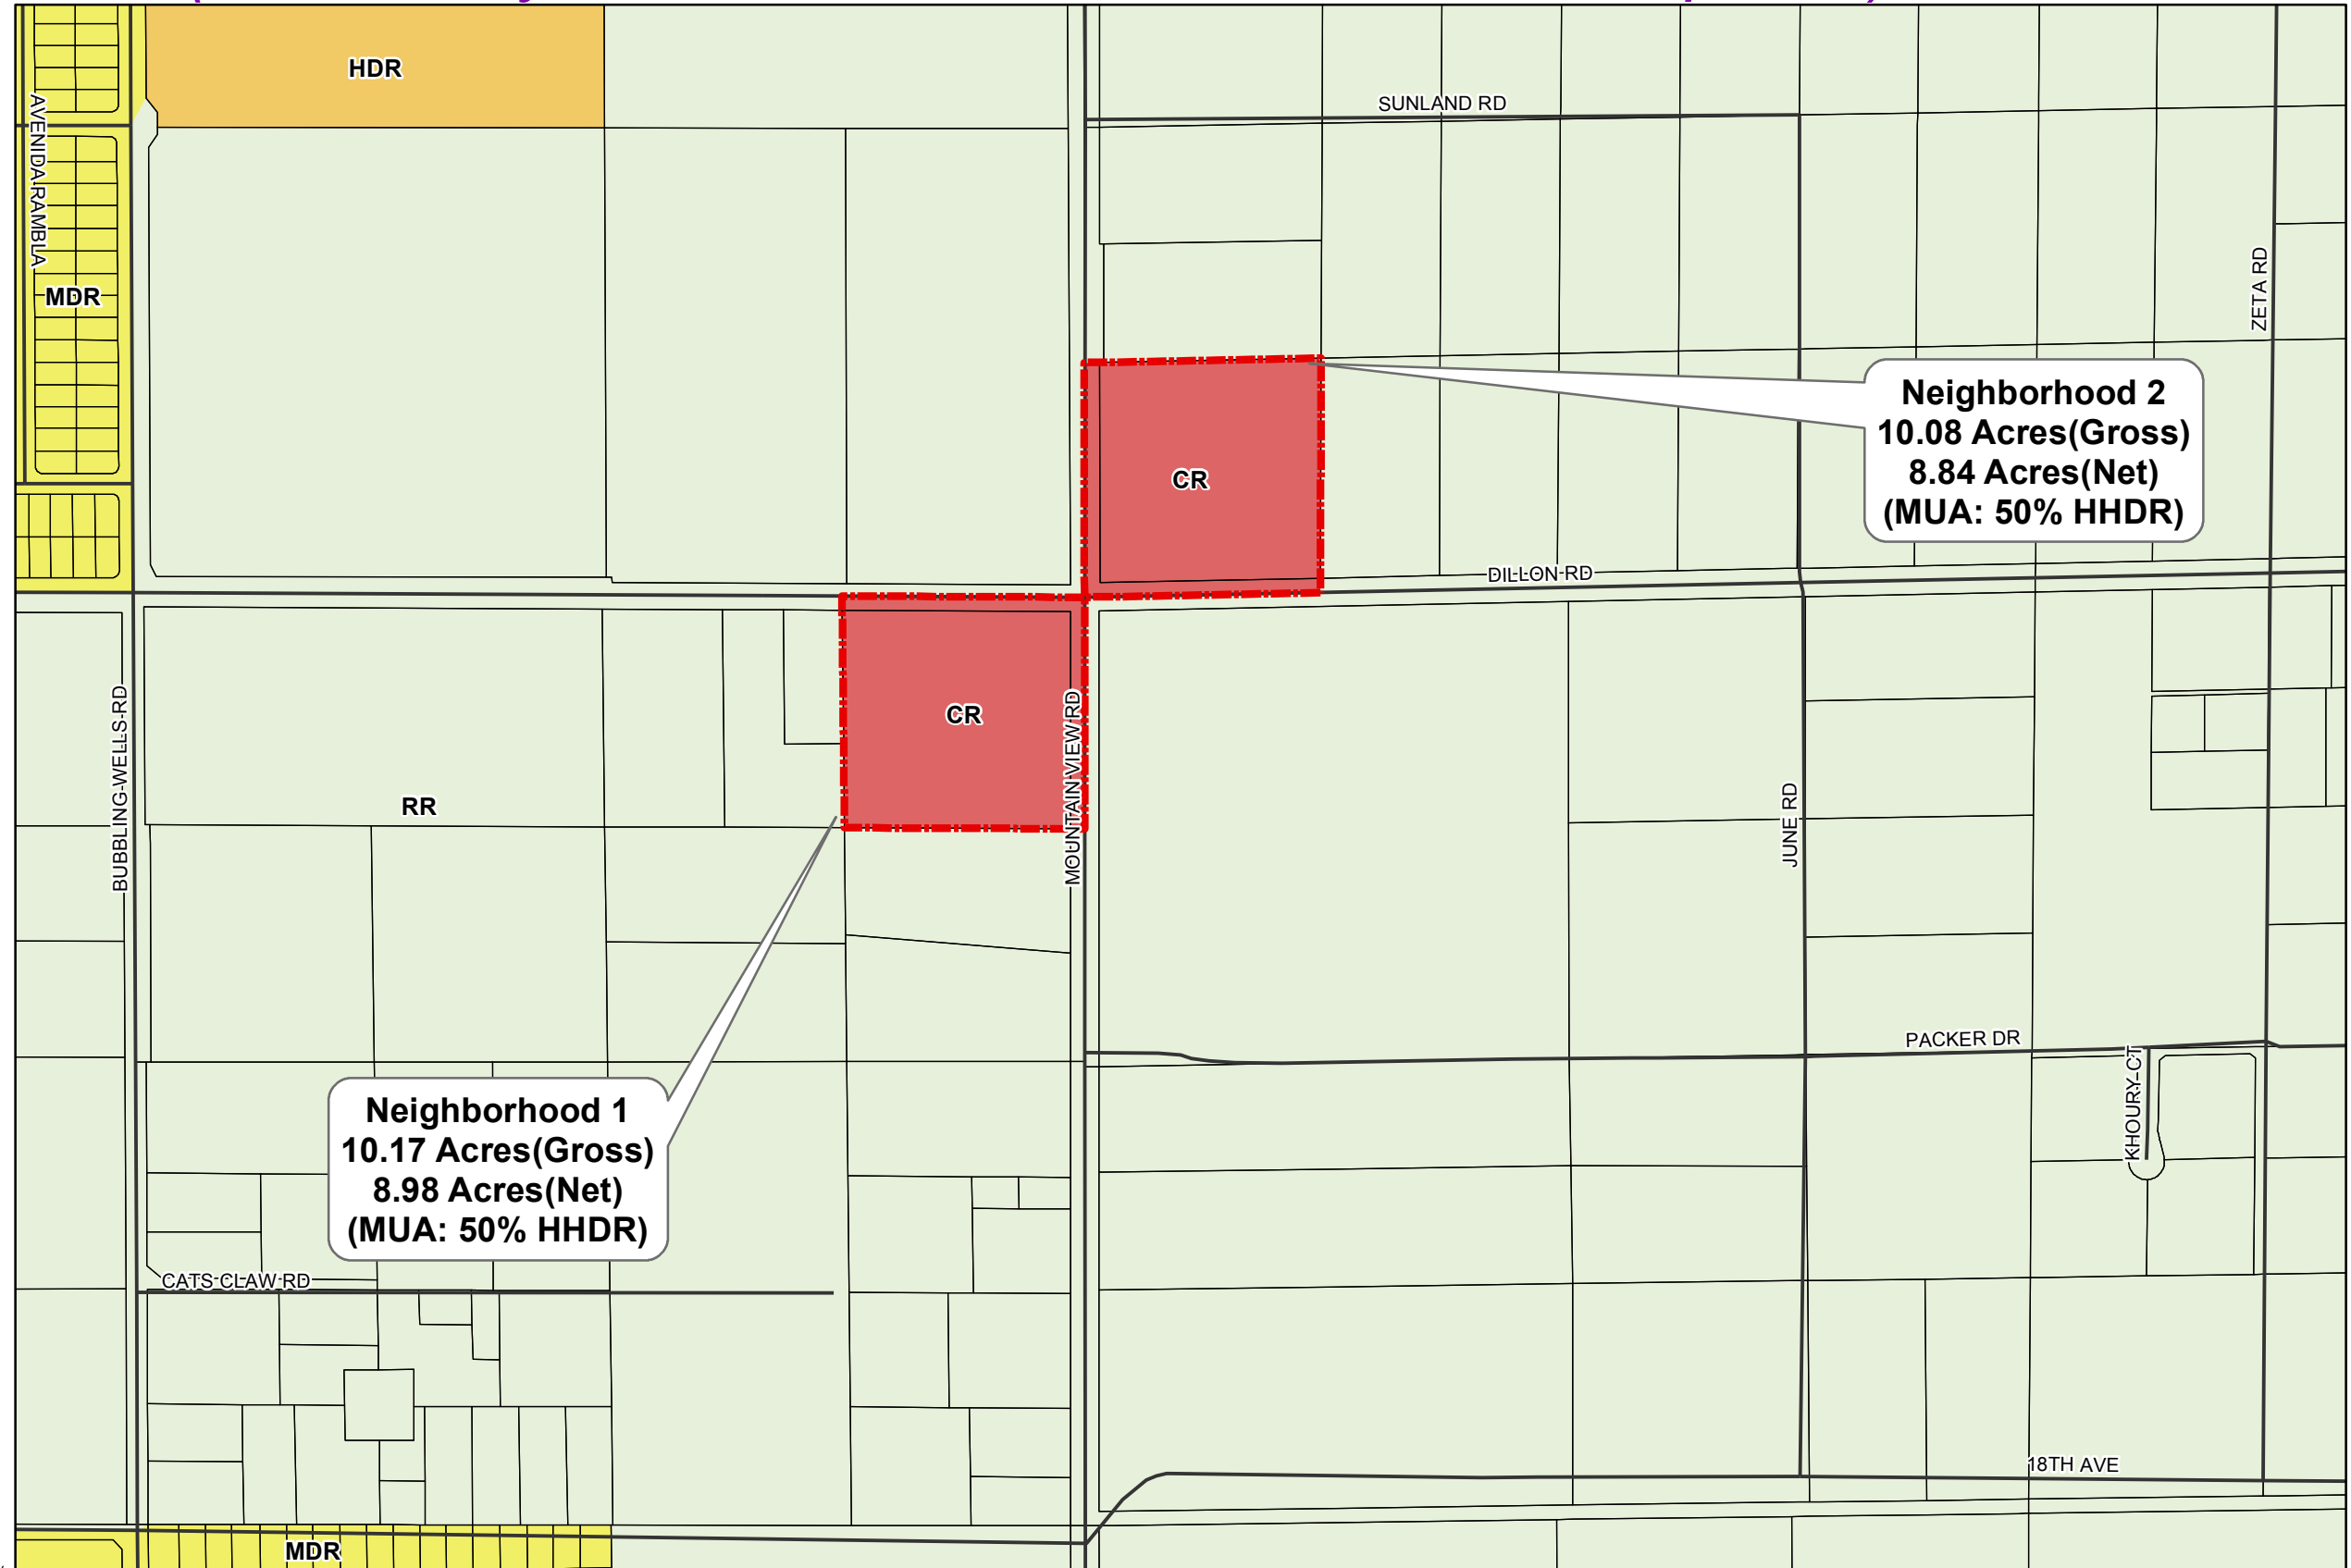 HDR
SUNLAND RD
AVENIDA RAMBLA
ZETA RD
MDR
Neighborhood 2
10.08 Acres(Gross)
8.84 Acres(Net)
(MUA: 50% HHDR)
CR
DILLON RD
CR
BUBBLING WELLS RD
MOUNTAIN VIEW RD
RR
JUNE RD
PACKER DR
KHOURY CT
Neighborhood 1
10.17 Acres(Gross)
8.98 Acres(Net)
(MUA: 50% HHDR)
CATS CLAW RD
18TH AVE
MDR